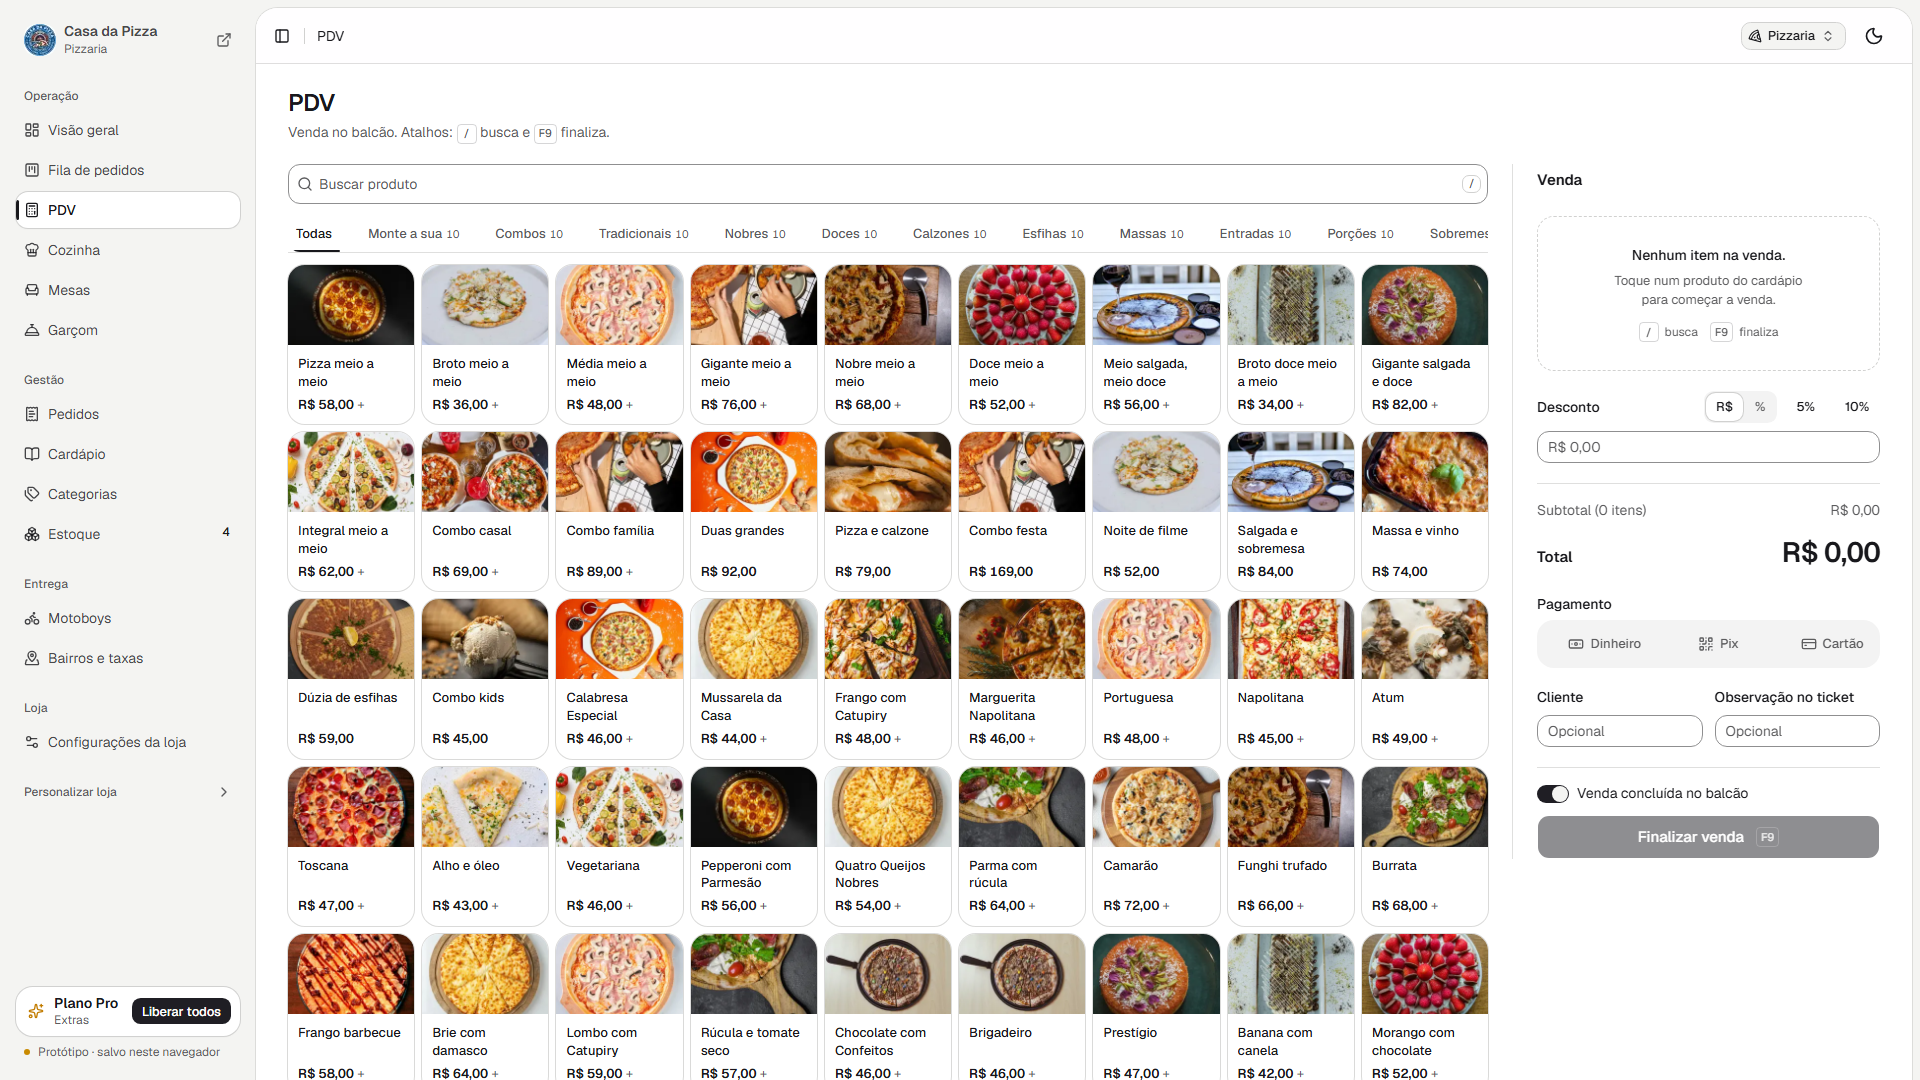 Casa da Pizza
Pizzaria
Operação
Visão geral
Fila de pedidos
PDV
Cozinha
Mesas
Garçom
Gestão
Pedidos
Cardápio
Categorias
Estoque 4
Entrega
Motoboys
Bairros e taxas
Loja
Configurações da loja
Personalizar loja
Plano Pro
Extras
Liberar todos
Protótipo · salvo neste navegador
PDV
Pizzaria
PDV
Venda no balcão. Atalhos: / busca e F9 finaliza.
Buscar produto /
Todas Monte a sua 10 Combos 10 Tradicionais 10 Nobres 10 Doces 10 Calzones 10 Esfihas 10 Massas 10 Entradas 10 Porções 10 Sobremes
Pizza meio a meio
R$ 58,00 +
Broto meio a meio
R$ 36,00 +
Média meio a meio
R$ 48,00 +
Gigante meio a meio
R$ 76,00 +
Nobre meio a meio
R$ 68,00 +
Doce meio a meio
R$ 52,00 +
Meio salgada, meio doce
R$ 56,00 +
Broto doce meio a meio
R$ 34,00 +
Gigante salgada e doce
R$ 82,00 +
Integral meio a meio
R$ 62,00 +
Combo casal
R$ 69,00 +
Combo família
R$ 89,00 +
Duas grandes
R$ 92,00
Pizza e calzone
R$ 79,00
Combo festa
R$ 169,00
Noite de filme
R$ 52,00
Salgada e sobremesa
R$ 84,00
Massa e vinho
R$ 74,00
Dúzia de esfihas
R$ 59,00
Combo kids
R$ 45,00
Calabresa Especial
R$ 46,00 +
Mussarela da Casa
R$ 44,00 +
Frango com Catupiry
R$ 48,00 +
Marguerita Napolitana
R$ 46,00 +
Portuguesa
R$ 48,00 +
Napolitana
R$ 45,00 +
Atum
R$ 49,00 +
Toscana
R$ 47,00 +
Alho e óleo
R$ 43,00 +
Vegetariana
R$ 46,00 +
Pepperoni com Parmesão
R$ 56,00 +
Quatro Queijos Nobres
R$ 54,00 +
Parma com rúcula
R$ 64,00 +
Camarão
R$ 72,00 +
Funghi trufado
R$ 66,00 +
Burrata
R$ 68,00 +
Frango barbecue
R$ 58,00 +
Brie com damasco
R$ 64,00 +
Lombo com Catupiry
R$ 59,00 +
Rúcula e tomate seco
R$ 57,00 +
Chocolate com Confeitos
R$ 46,00 +
Brigadeiro
R$ 46,00 +
Prestígio
R$ 47,00 +
Banana com canela
R$ 42,00 +
Morango com chocolate
R$ 52,00 +
Venda
Nenhum item na venda.
Toque num produto do cardápio
para começar a venda.
/ busca F9 finaliza
Desconto R$ % 5% 10%
R$ 0,00
Subtotal (0 itens) R$ 0,00
Total R$ 0,00
Pagamento
Dinheiro Pix Cartão
Cliente Observação no ticket
Opcional Opcional
Venda concluída no balcão
Finalizar venda F9